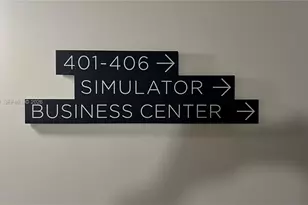 401-406 →
SIMULATOR →
BUSINESS CENTER →